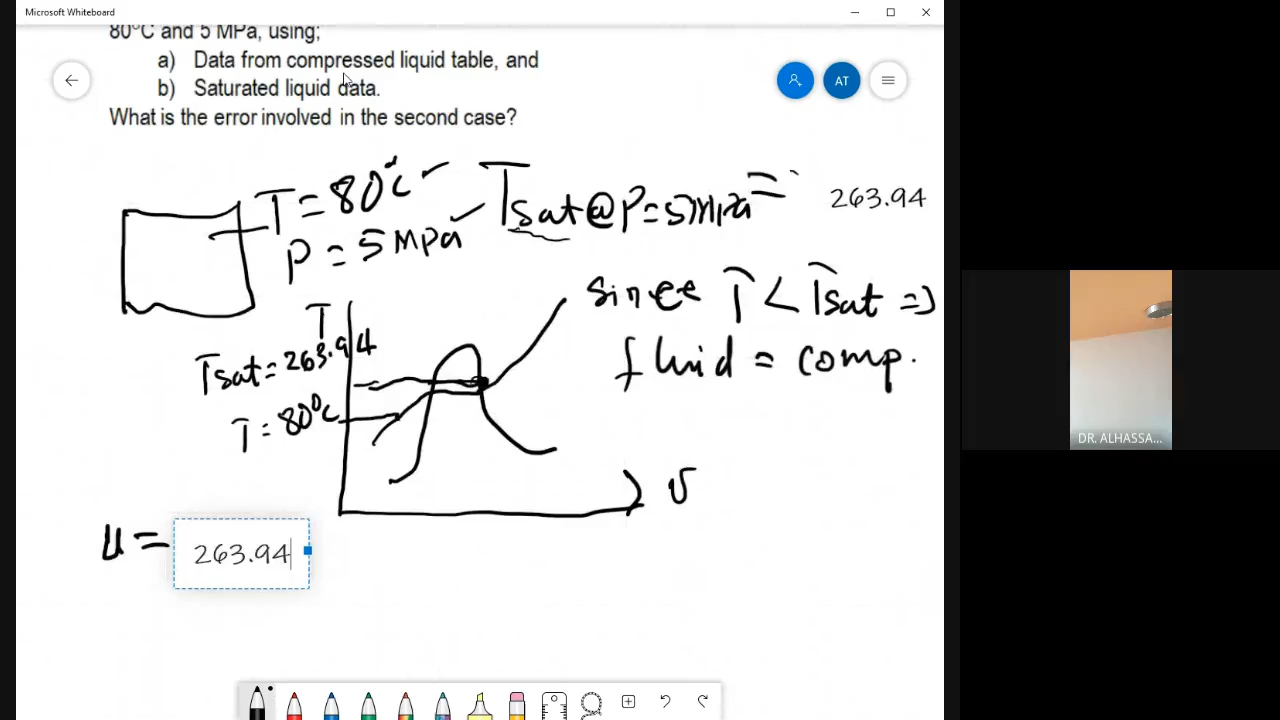 Microsoft Whiteboard
80°C and 5 MPa, using;
a) Data from compressed liquid table, and
b) Saturated liquid data.
What is the error involved in the second case?
AT
T = 80°C
P = 5 MPa
Tsat@P=5MPa =
263.94
since T < Tsat =>
fluid = comp.
T
Tsat = 263.94
T = 80°C
v
u =
263.94
DR. ALHASSA...